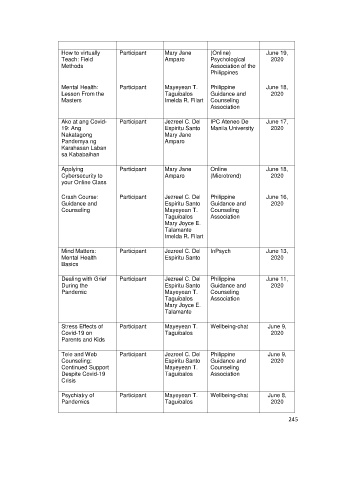 How to virtually Participant Mary Jane (Online) June 19,
Teach: Field Amparo Psychological 2020
Methods Association of the
Philippines
Mental Health: Participant Mayeyean T. Philippine June 18,
Lesson From the Taguibalos Guidance and 2020
Masters Imelda R. Filart Counseling
Association
Ako at ang Covid- Participant Jezreel C. Del IPC Ateneo De June 17,
19: Ang Espiritu Santo Manila University 2020
Nakatagong Mary Jane
Pandemya ng Amparo
Karahasan Laban
sa Kababaihan
Applying Participant Mary Jane Online June 18,
Cybersecurity to Amparo (Microtrend) 2020
your Online Class
Crash Course: Participant Jezreel C. Del Philippine June 16,
Guidance and Espiritu Santo Guidance and 2020
Counseling Mayeyean T. Counseling
Taguibalos Association
Mary Joyce E.
Talamante
Imelda R. Filart
Mind Matters: Participant Jezreel C. Del InPsych June 13,
Mental Health Espiritu Santo 2020
Basics
Dealing with Grief Participant Jezreel C. Del Philippine June 11,
During the Espiritu Santo Guidance and 2020
Pandemic Mayeyean T. Counseling
Taguibalos Association
Mary Joyce E.
Talamante
Stress Effects of Participant Mayeyean T. Wellbeing-chat June 9,
Covid-19 on Taguibalos 2020
Parents and Kids
Tele and Web Participant Jezreel C. Del Philippine June 9,
Counseling; Espiritu Santo Guidance and 2020
Continued Support Mayeyean T. Counseling
Despite Covid-19 Taguibalos Association
Crisis
Psychiatry of Participant Mayeyean T. Wellbeing-chat June 8,
Pandemics Taguibalos 2020
245